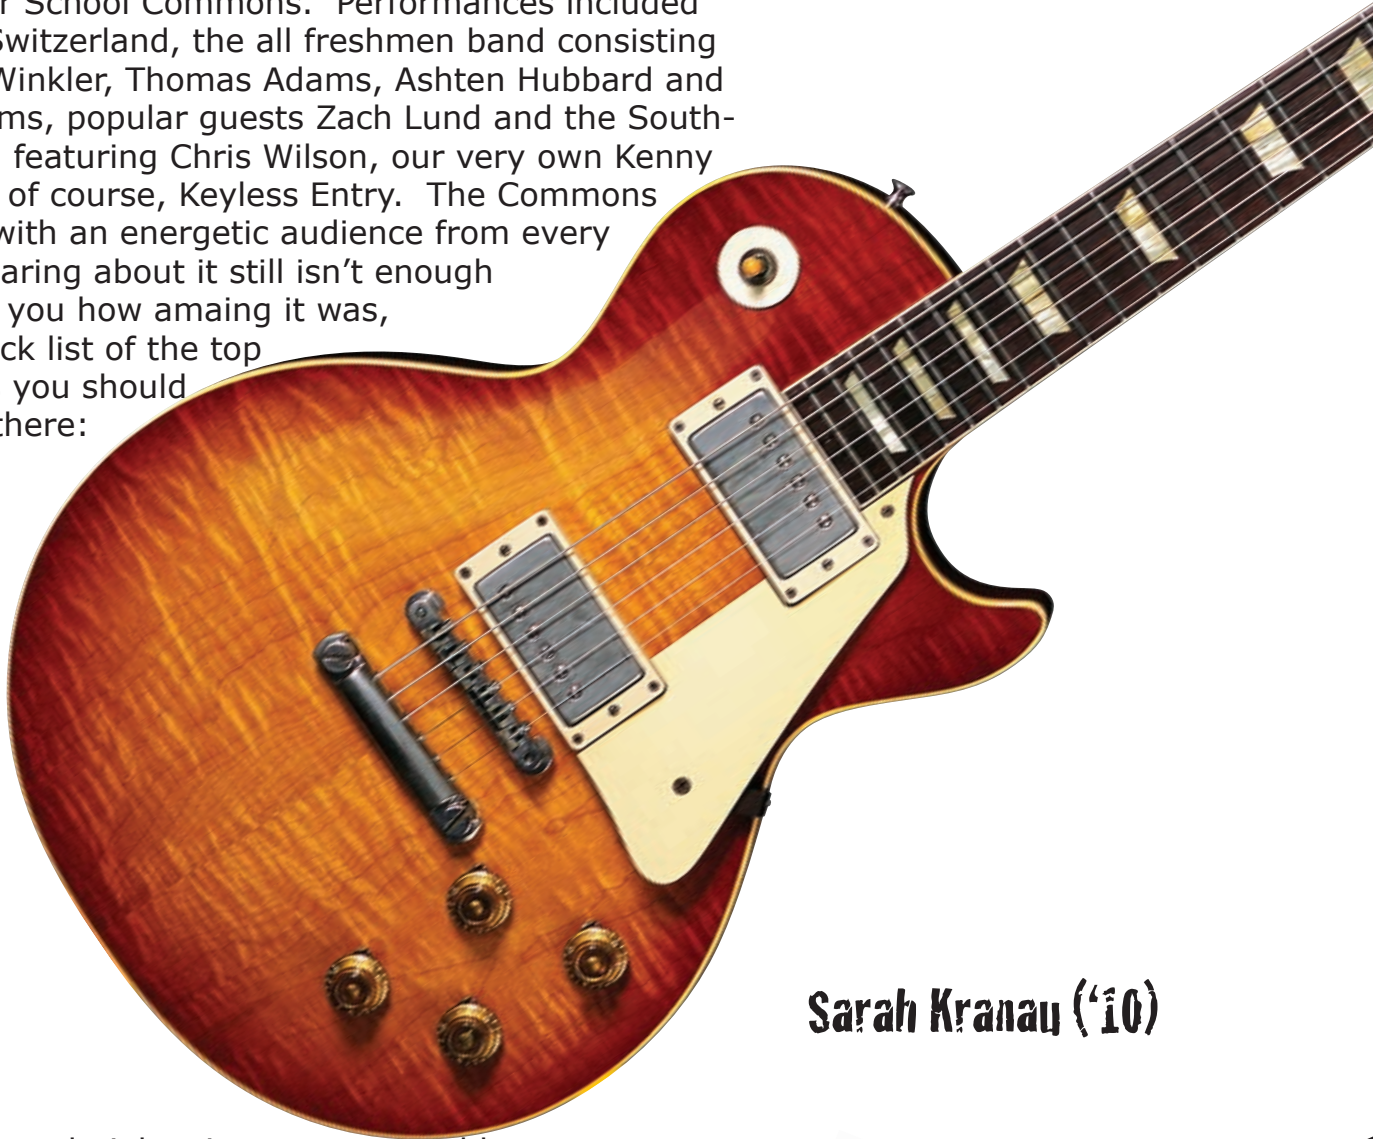 r School Commons.  Performances included
Switzerland, the all freshmen band consisting
Winkler, Thomas Adams, Ashten Hubbard and
ms, popular guests Zach Lund and the South-
featuring Chris Wilson, our very own Kenny
of course, Keyless Entry.  The Commons
with an energetic audience from every
aring about it still isn’t enough
you how amaing it was,
ck list of the top
you should
there:
Sarah Kranau (‘10)